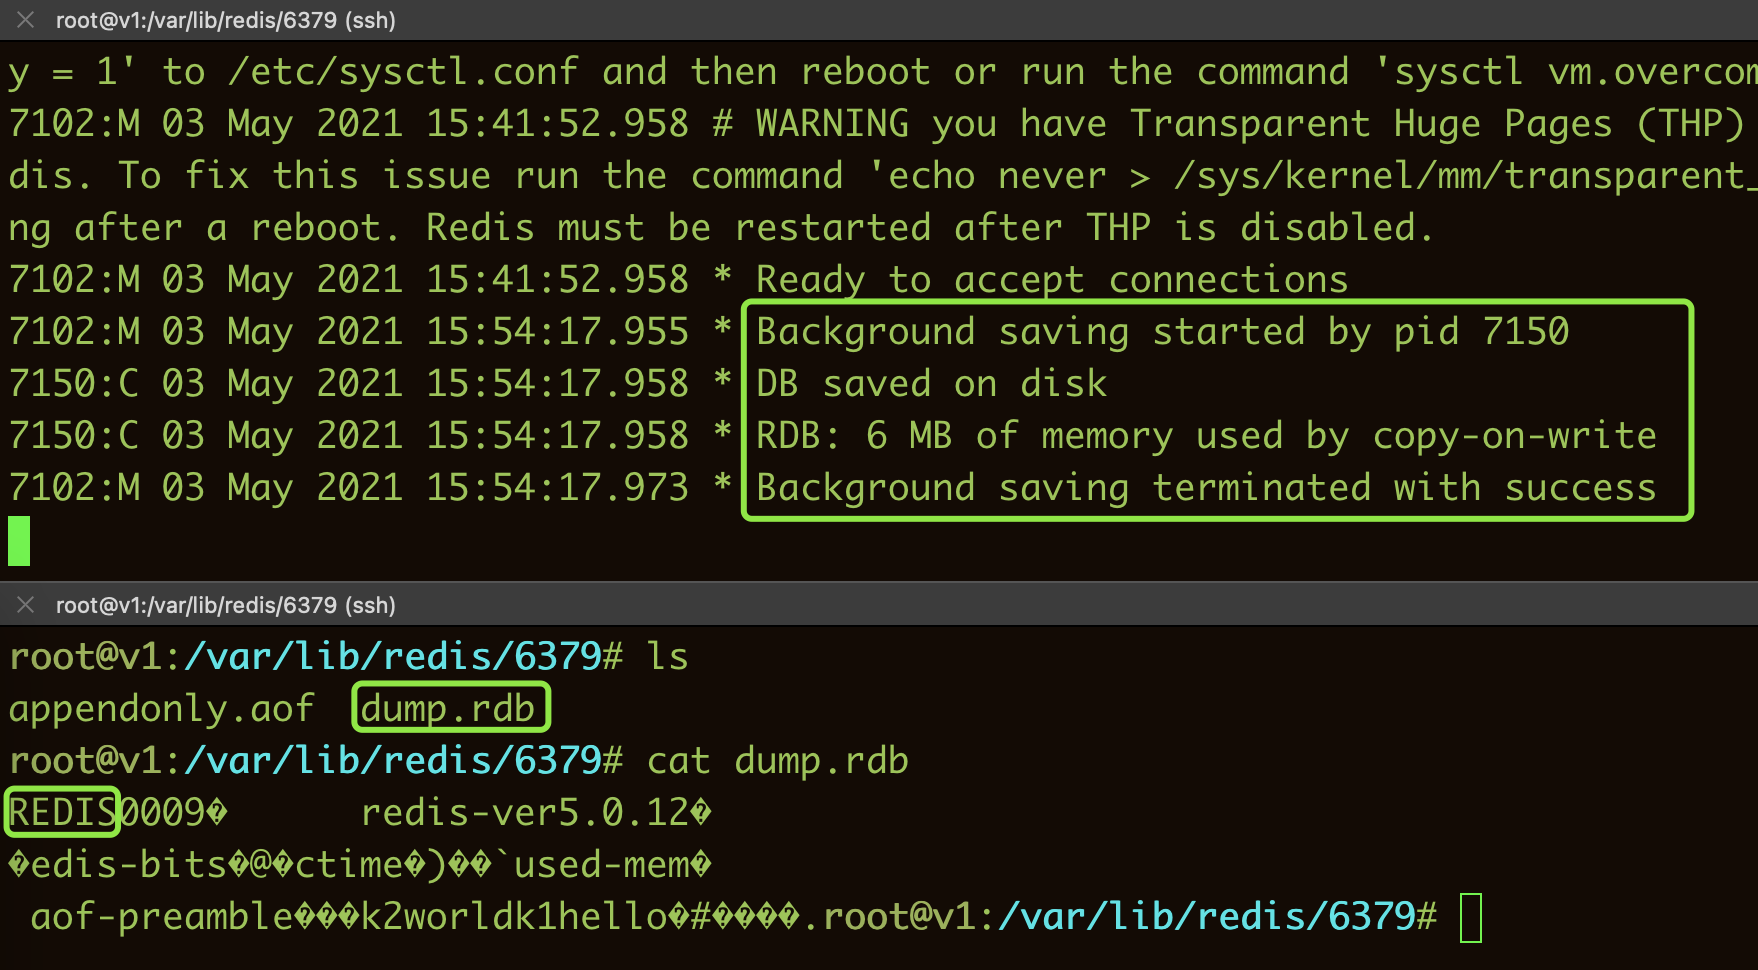 root@v1:/var/lib/redis/6379 (ssh)
y = 1' to /etc/sysctl.conf and then reboot or run the command 'sysctl vm.overcom
7102:M 03 May 2021 15:41:52.958 # WARNING you have Transparent Huge Pages (THP)
dis. To fix this issue run the command 'echo never > /sys/kernel/mm/transparent_
ng after a reboot. Redis must be restarted after THP is disabled.
7102:M 03 May 2021 15:41:52.958 * Ready to accept connections
7102:M 03 May 2021 15:54:17.955 * Background saving started by pid 7150
7150:C 03 May 2021 15:54:17.958 * DB saved on disk
7150:C 03 May 2021 15:54:17.958 * RDB: 6 MB of memory used by copy-on-write
7102:M 03 May 2021 15:54:17.973 * Background saving terminated with success
root@v1:/var/lib/redis/6379 (ssh)
root@v1:/var/lib/redis/6379# ls
appendonly.aof dump.rdb
root@v1:/var/lib/redis/6379# cat dump.rdb
REDIS0009� redis-ver5.0.12�
�edis-bits�@�ctime�)��`used-mem�
aof-preamble���k2worldk1hello�#����.root@v1:/var/lib/redis/6379#